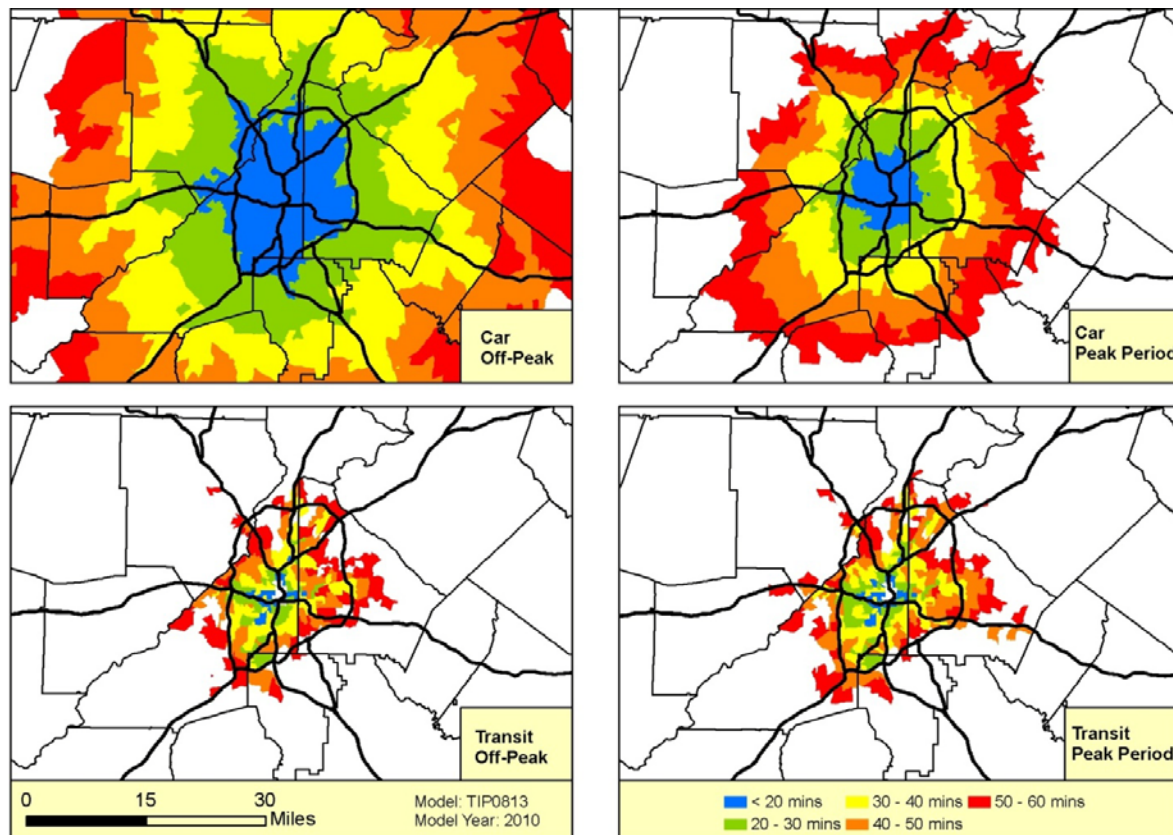 Car
Off-Peak
Car
Peak Period
Transit
Off-Peak
Transit
Peak Period
0 15 30
Miles
Model: TIP0813
Model Year: 2010
< 20 mins 30 - 40 mins 50 - 60 mins
20 - 30 mins 40 - 50 mins